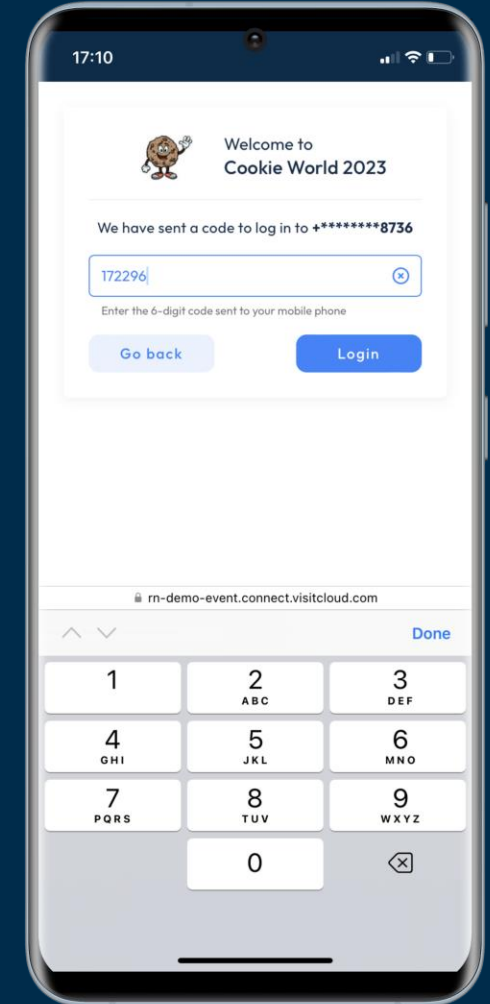 17:10
Welcome to
Cookie World 2023
We have sent a code to log in to +********8736
172296
Enter the 6-digit code sent to your mobile phone
Go back
Login
rn-demo-event.connect.visitcloud.com
Done
1
2
ABC
3
DEF
4
GHI
5
JKL
6
MNO
7
PQRS
8
TUV
9
WXYZ
0